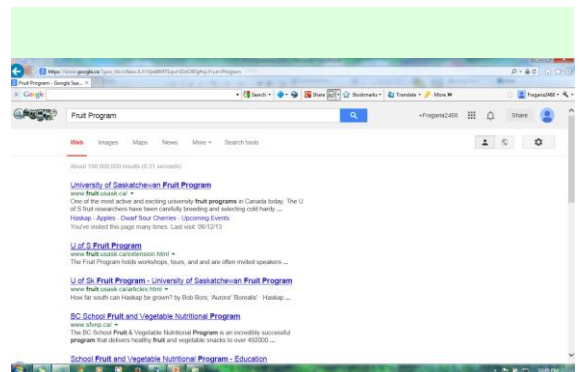 Fruit Program - Google Sea...
Google
Search
Share
Bookmarks
Translate
More
Fragaria2468
Fruit Program
+Fragaria2468
Share
Web Images Maps News More Search tools
About 190,000,000 results (0.31 seconds)
University of Saskatchewan Fruit Program
www.fruit.usask.ca/
One of the most active and exciting university fruit programs in Canada today. The U
of S fruit researchers have been carefully breeding and selecting cold hardy ...
Haskap - Apples - Dwarf Sour Cherries - Upcoming Events
You've visited this page many times. Last visit: 06/12/13
U of S Fruit Program
www.fruit.usask.ca/extension.html
The Fruit Program holds workshops, tours, and and are often invited speakers ...
U of Sk Fruit Program - University of Saskatchewan Fruit Program
www.fruit.usask.ca/articles.html
How far south can Haskap be grown? by Bob Bors; 'Aurora' 'Borealis' · Haskap ...
BC School Fruit and Vegetable Nutritional Program
www.sfvnp.ca/
The BC School Fruit & Vegetable Nutritional Program is an incredibly successful
program that delivers healthy fruit and vegetable snacks to over 492000 ...
School Fruit and Vegetable Nutritional Program - Education